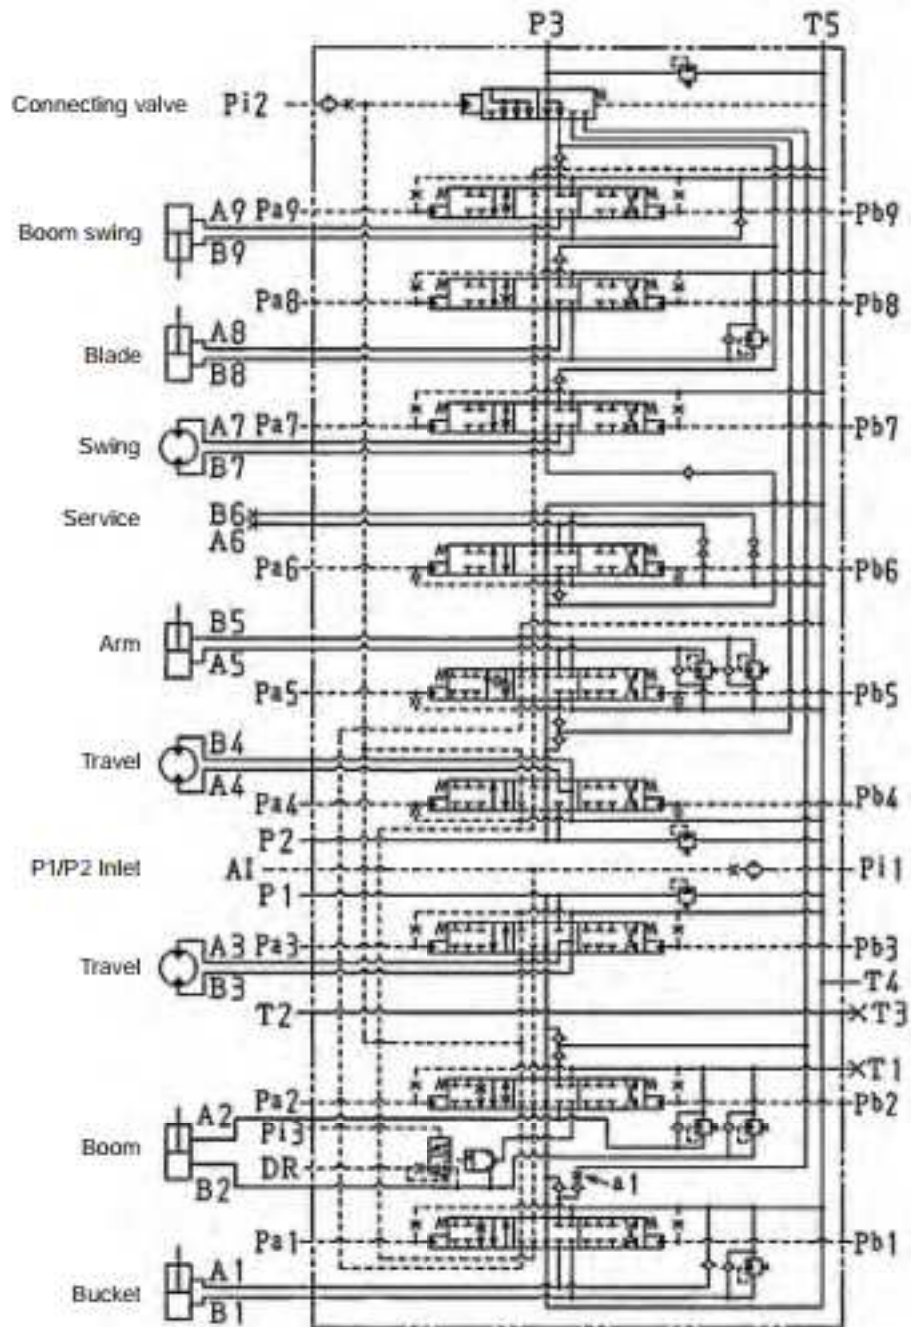 P3 T5
Connecting valve Pi2
A9 Pa9 Pb9
Boom swing
B9
Pa8 Pb8
A8
Blade
B8
A7 Pa7 Pb7
Swing
B7
Service B6
A6
Pa6 Pb6
B5
Arm
A5
Pa5 Pb5
B4
Travel
A4
Pa4 Pb4
P2
P1/P2 Inlet AI Pi1
P1
A3 Pa3 Pb3
Travel
B3 T4
T2 T3
T1
Pa2 Pb2
A2
Pi3
Boom
DR
B2 a1
Pa1 Pb1
A1
Bucket
B1